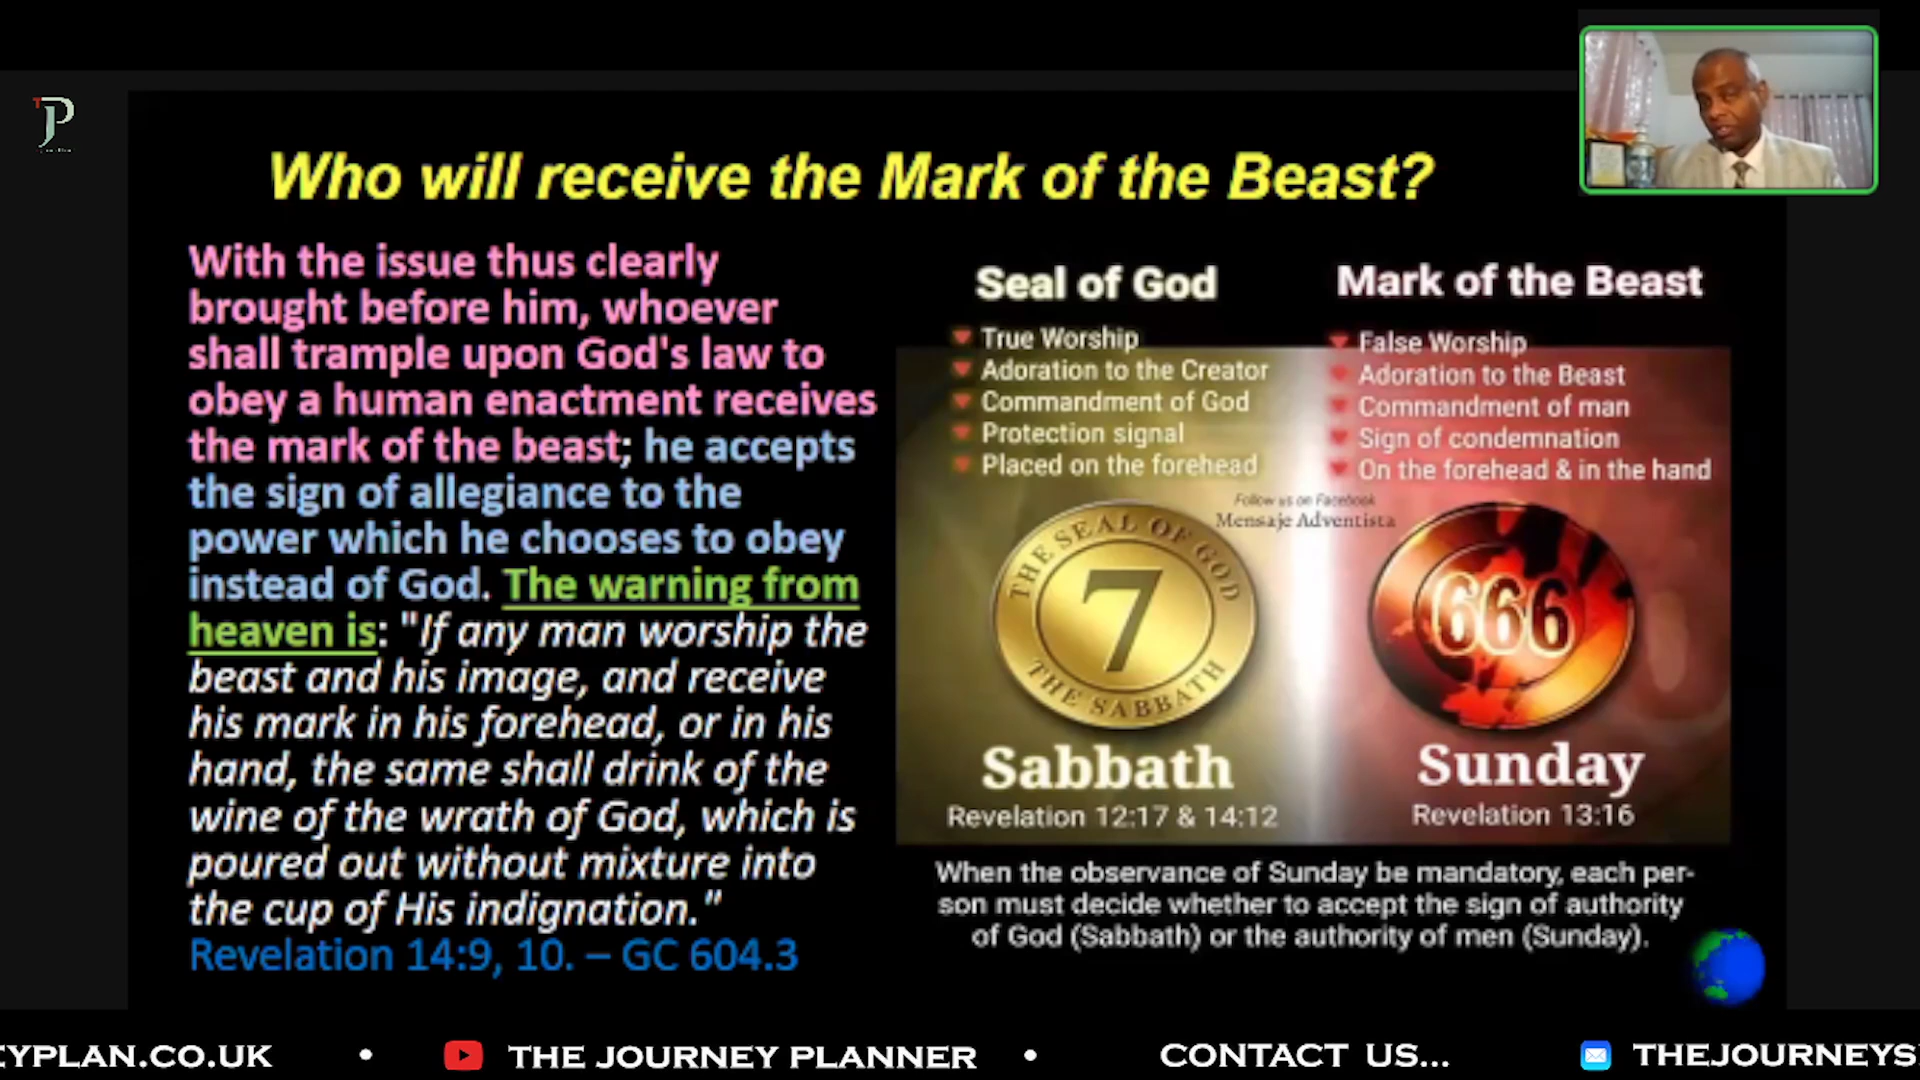 JP
Who will receive the Mark of the Beast?
With the issue thus clearly
brought before him, whoever
shall trample upon God's law to
obey a human enactment receives
the mark of the beast; he accepts
the sign of allegiance to the
power which he chooses to obey
instead of God. The warning from
heaven is: "If any man worship the
beast and his image, and receive
his mark in his forehead, or in his
hand, the same shall drink of the
wine of the wrath of God, which is
poured out without mixture into
the cup of His indignation."
Revelation 14:9, 10. – GC 604.3
Seal of God
True Worship
Adoration to the Creator
Commandment of God
Protection signal
Placed on the forehead
Mark of the Beast
False Worship
Adoration to the Beast
Commandment of man
Sign of condemnation
On the forehead & in the hand
Follow us on Facebook
Mensaje Adventista
THE SEAL OF GOD
7
THE SABBATH
666
Sabbath
Revelation 12:17 & 14:12
Sunday
Revelation 13:16
When the observance of Sunday be mandatory, each per-
son must decide whether to accept the sign of authority
of God (Sabbath) or the authority of men (Sunday).
EYPLAN.CO.UK • THE JOURNEY PLANNER • CONTACT US... THEJOURNEYS